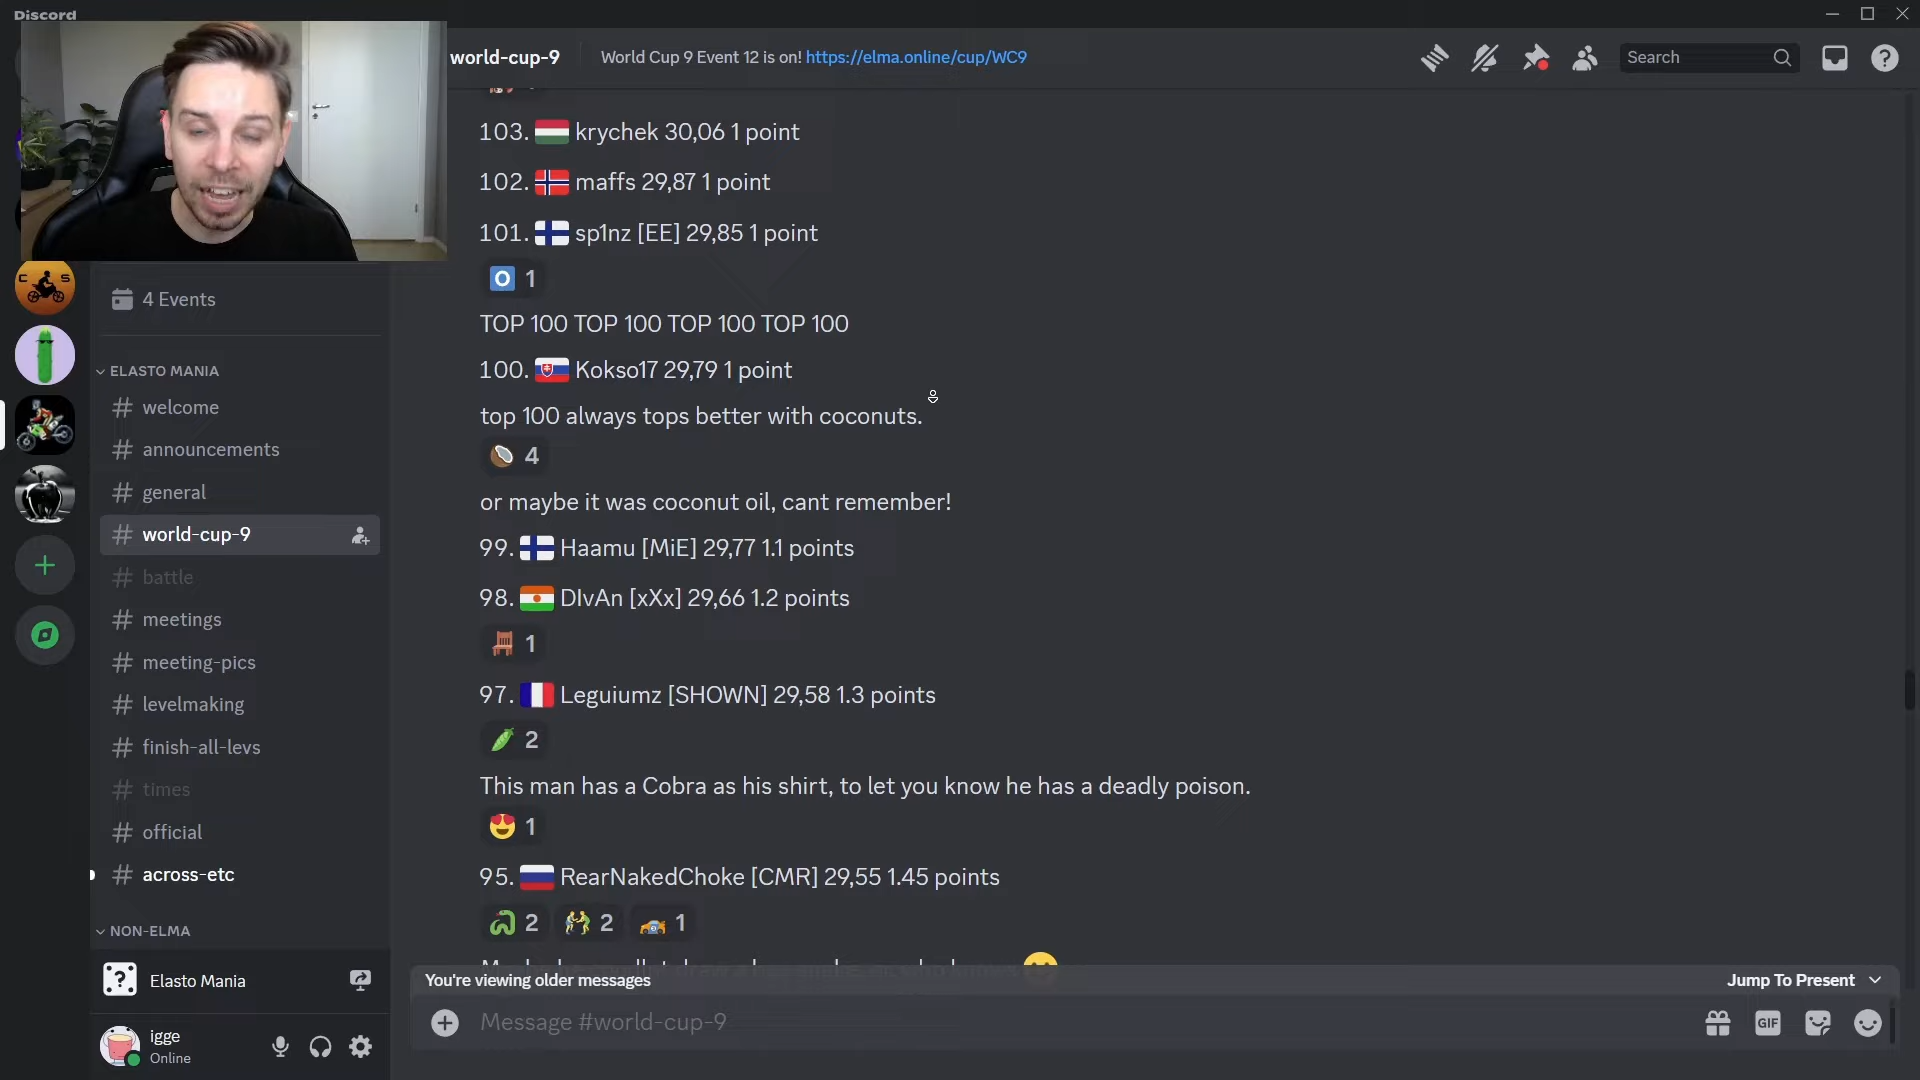 Discord
world-cup-9
World Cup 9 Event 12 is on! https://elma.online/cup/WC9
Search
103. krychek 30,06 1 point
102. maffs 29,87 1 point
101. sp1nz [EE] 29,85 1 point
O 1
TOP 100 TOP 100 TOP 100 TOP 100
100. Kokso17 29,79 1 point
top 100 always tops better with coconuts.
4
or maybe it was coconut oil, cant remember!
99. Haamu [MiE] 29,77 1.1 points
98. DIvAn [xXx] 29,66 1.2 points
1
97. Leguiumz [SHOWN] 29,58 1.3 points
2
This man has a Cobra as his shirt, to let you know he has a deadly poison.
1
95. RearNakedChoke [CMR] 29,55 1.45 points
2 2 1
You're viewing older messages
Jump To Present
Message #world-cup-9
GIF
C S
4 Events
ELASTO MANIA
welcome
announcements
general
world-cup-9
battle
meetings
meeting-pics
levelmaking
finish-all-levs
times
official
across-etc
NON-ELMA
Elasto Mania
igge
Online